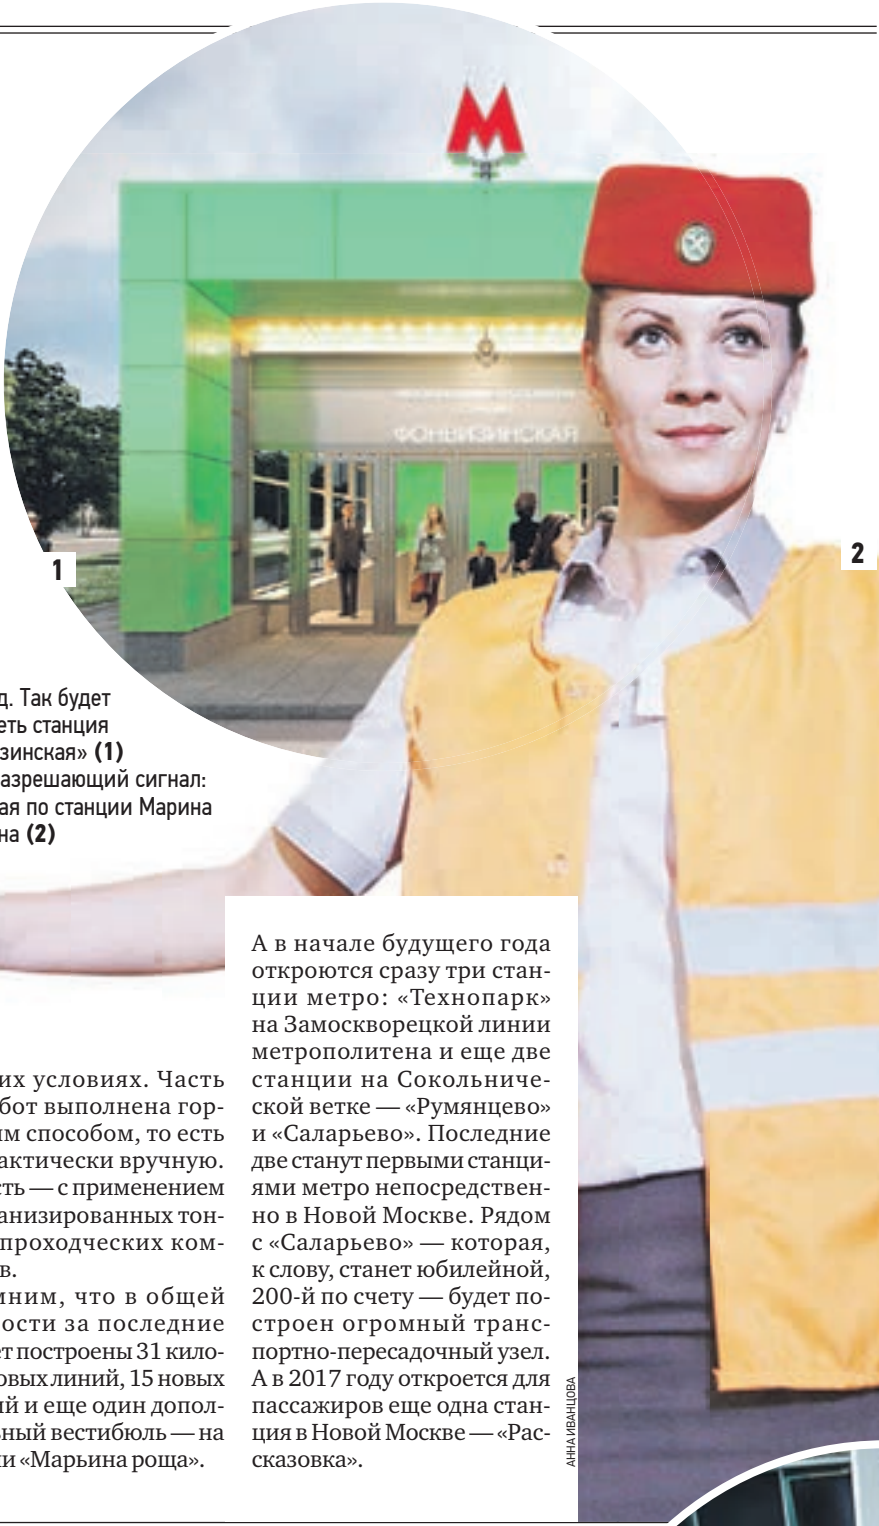 М
ФОНВИЗИНСКАЯ
1
2
д. Так будет
еть станция
зинская» (1)
азрешающий сигнал:
ая по станции Марина
на (2)
их условиях. Часть
бот выполнена гор-
ым способом, то есть
актически вручную.
сть — с применением
анизированных тон-
проходческих ком-
в.
мним, что в общей
ости за последние
ет построены 31 кило-
овых линий, 15 новых
ий и еще один допол-
ьный вестибюль — на
и «Марьина роща».
А в начале будущего года
откроются сразу три стан-
ции метро: «Технопарк»
на Замоскворецкой линии
метрополитена и еще две
станции на Сокольниче-
ской ветке — «Румянцево»
и «Саларьево». Последние
две станут первыми станци-
ями метро непосредствен-
но в Новой Москве. Рядом
с «Саларьево» — которая,
к слову, станет юбилейной,
200-й по счету — будет по-
строен огромный транс-
портно-пересадочный узел.
А в 2017 году откроется для
пассажиров еще одна стан-
ция в Новой Москве — «Рас-
сказовка».
АННА ИВАНЦОВА